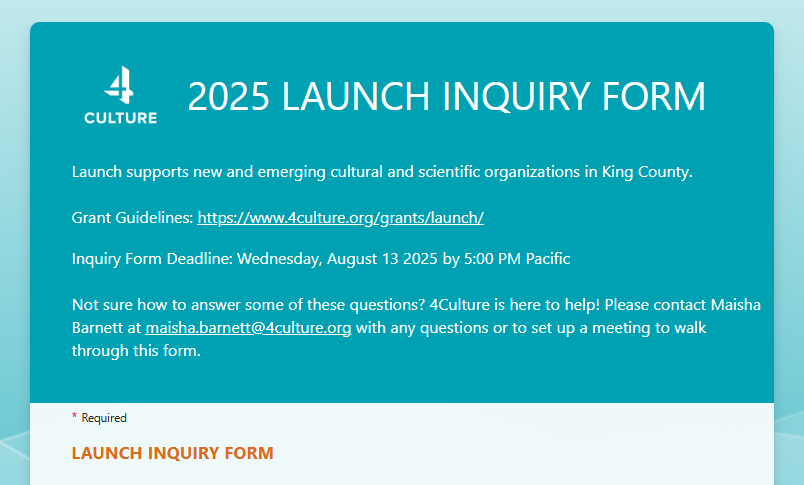 4
CULTURE
2025 LAUNCH INQUIRY FORM
Launch supports new and emerging cultural and scientific organizations in King County.
Grant Guidelines: https://www.4culture.org/grants/launch/
Inquiry Form Deadline: Wednesday, August 13 2025 by 5:00 PM Pacific
Not sure how to answer some of these questions? 4Culture is here to help! Please contact Maisha
Barnett at maisha.barnett@4culture.org with any questions or to set up a meeting to walk
through this form.
* Required
LAUNCH INQUIRY FORM